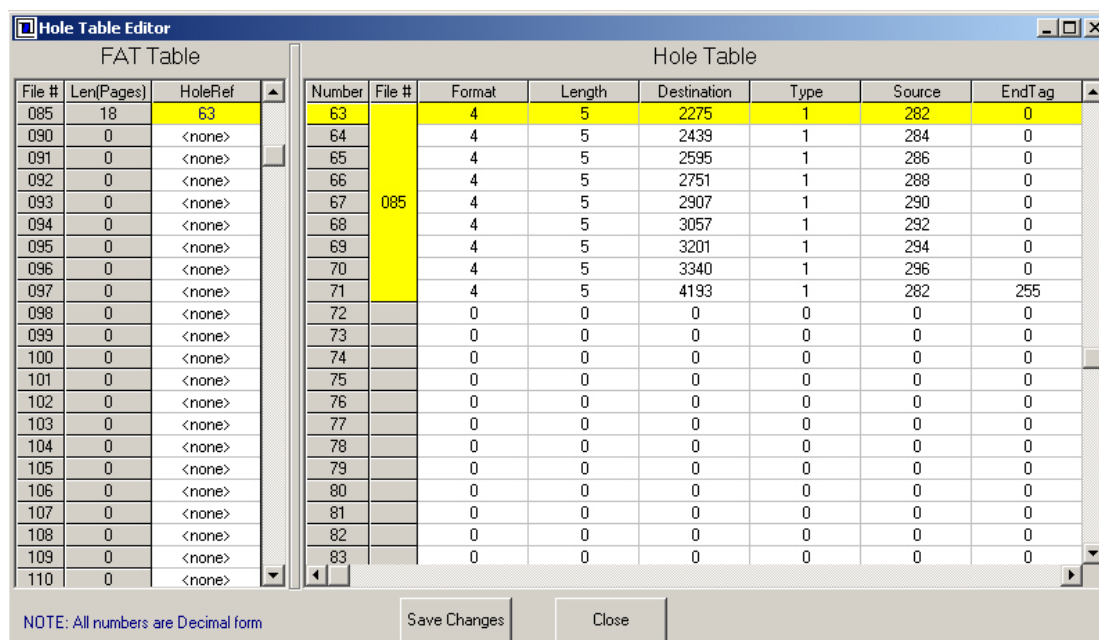 Hole Table Editor
FAT Table Hole Table
File # Len(Pages) HoleRef Number File # Format Length Destination Type Source EndTag
085 18 63 63 4 5 2275 1 282 0
090 0 <none> 64 4 5 2439 1 284 0
091 0 <none> 65 4 5 2595 1 286 0
092 0 <none> 66 4 5 2751 1 288 0
093 0 <none> 67 085 4 5 2907 1 290 0
094 0 <none> 68 4 5 3057 1 292 0
095 0 <none> 69 4 5 3201 1 294 0
096 0 <none> 70 4 5 3340 1 296 0
097 0 <none> 71 4 5 4193 1 282 255
098 0 <none> 72 0 0 0 0 0 0
099 0 <none> 73 0 0 0 0 0 0
100 0 <none> 74 0 0 0 0 0 0
101 0 <none> 75 0 0 0 0 0 0
102 0 <none> 76 0 0 0 0 0 0
103 0 <none> 77 0 0 0 0 0 0
104 0 <none> 78 0 0 0 0 0 0
105 0 <none> 79 0 0 0 0 0 0
106 0 <none> 80 0 0 0 0 0 0
107 0 <none> 81 0 0 0 0 0 0
108 0 <none> 82 0 0 0 0 0 0
109 0 <none> 83 0 0 0 0 0 0
110 0 <none>
NOTE: All numbers are Decimal form Save Changes Close